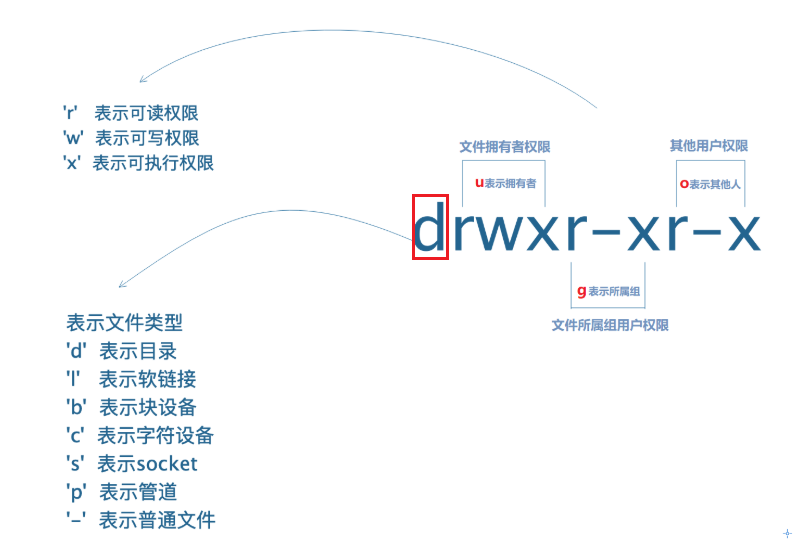 'r' 表示可读权限
'w' 表示可写权限
'x' 表示可执行权限
文件拥有者权限
其他用户权限
u表示拥有者
o表示其他人
drwxr-xr-x
g表示所属组
文件所属组用户权限
表示文件类型
'd' 表示目录
'l' 表示软链接
'b' 表示块设备
'c' 表示字符设备
's' 表示socket
'p' 表示管道
'-' 表示普通文件